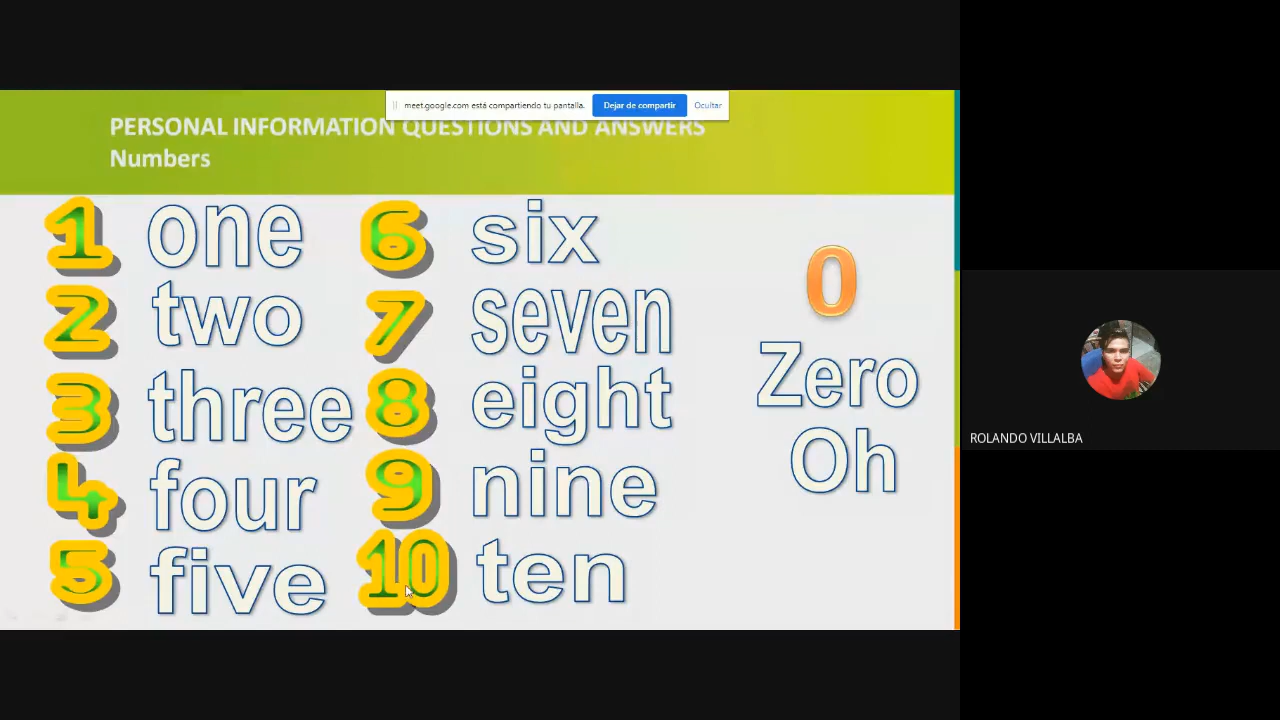 meet.google.com está compartiendo tu pantalla. Dejar de compartir Ocultar
PERSONAL INFORMATION QUESTIONS AND ANSWERS
Numbers
1 one
2 two
3 three
4 four
5 five
6 six
7 seven
8 eight
9 nine
10 ten
0
Zero
Oh
ROLANDO VILLALBA